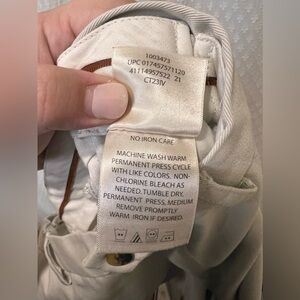 1003473
UPC 017457571120
41114957522 21
CT23IV
NO IRON CARE
MACHINE WASH WARM
PERMANENT PRESS CYCLE
WITH LIKE COLORS. NON-
CHLORINE BLEACH AS
NEEDED.TUMBLE DRY,
PERMANENT PRESS, MEDIUM.
REMOVE PROMPTLY
WARM IRON IF DESIRED.